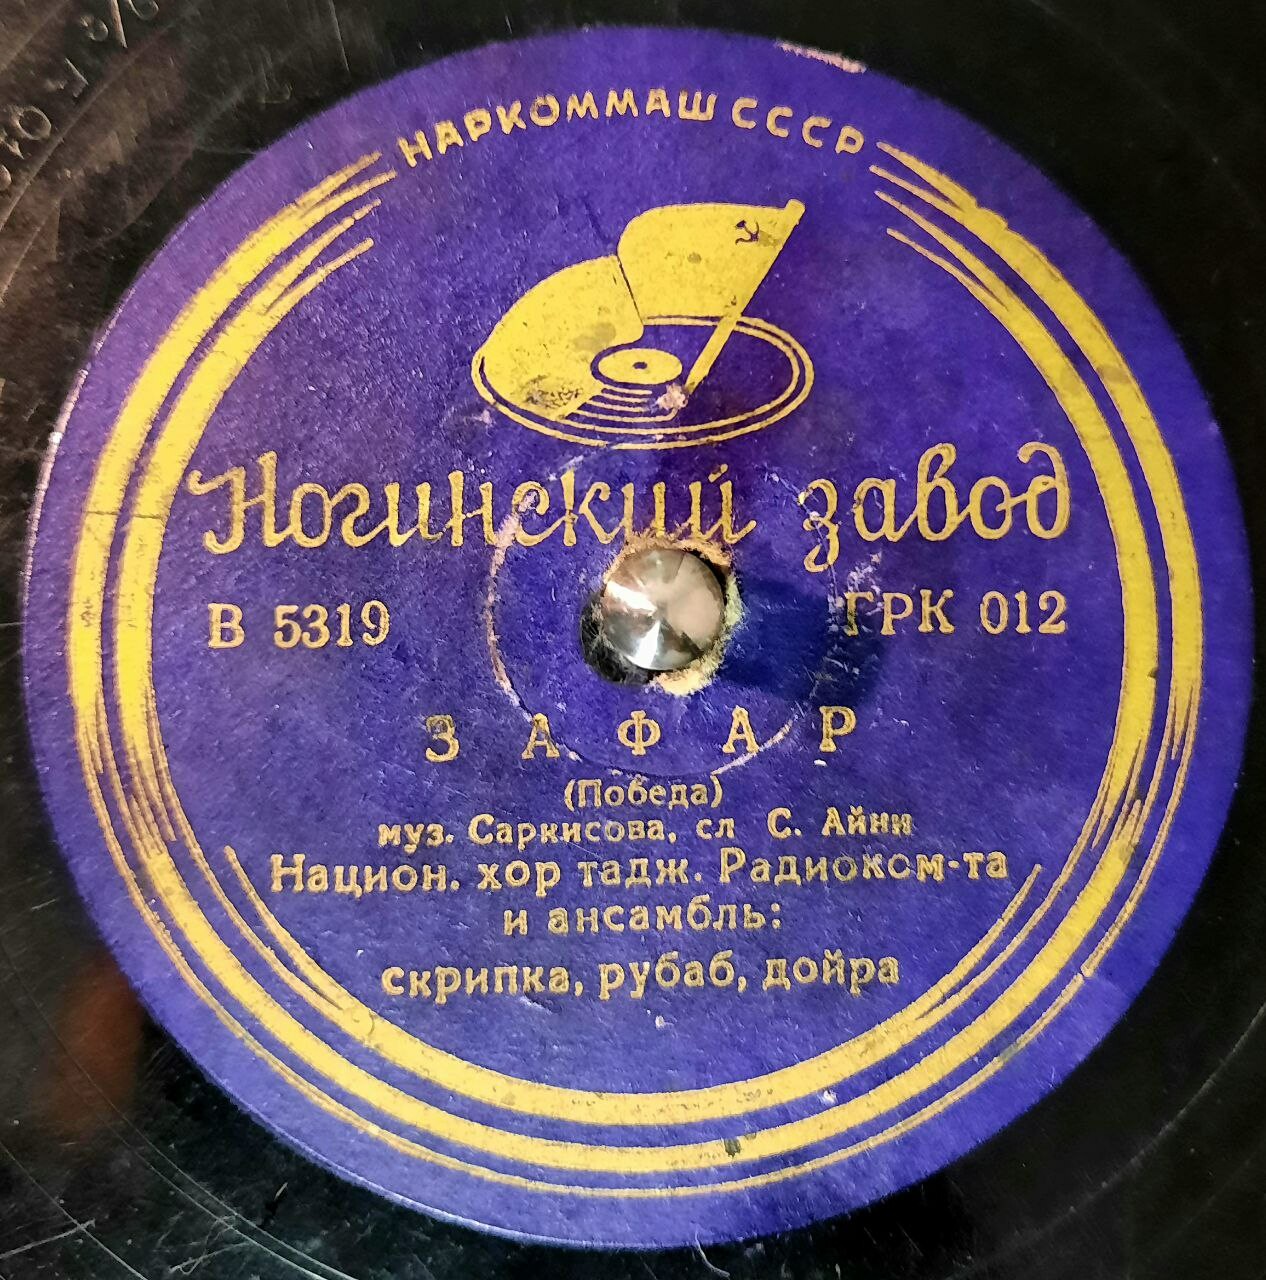 НАРКОММАШ СССР
Ногинский завод
В 5319 ГРК 012
ЗАФАР
(Победа)
муз. Саркисова, сл С. Айни
Национ. хор тадж. Радиоком-та
и ансамбль:
скрипка, рубаб, дойра